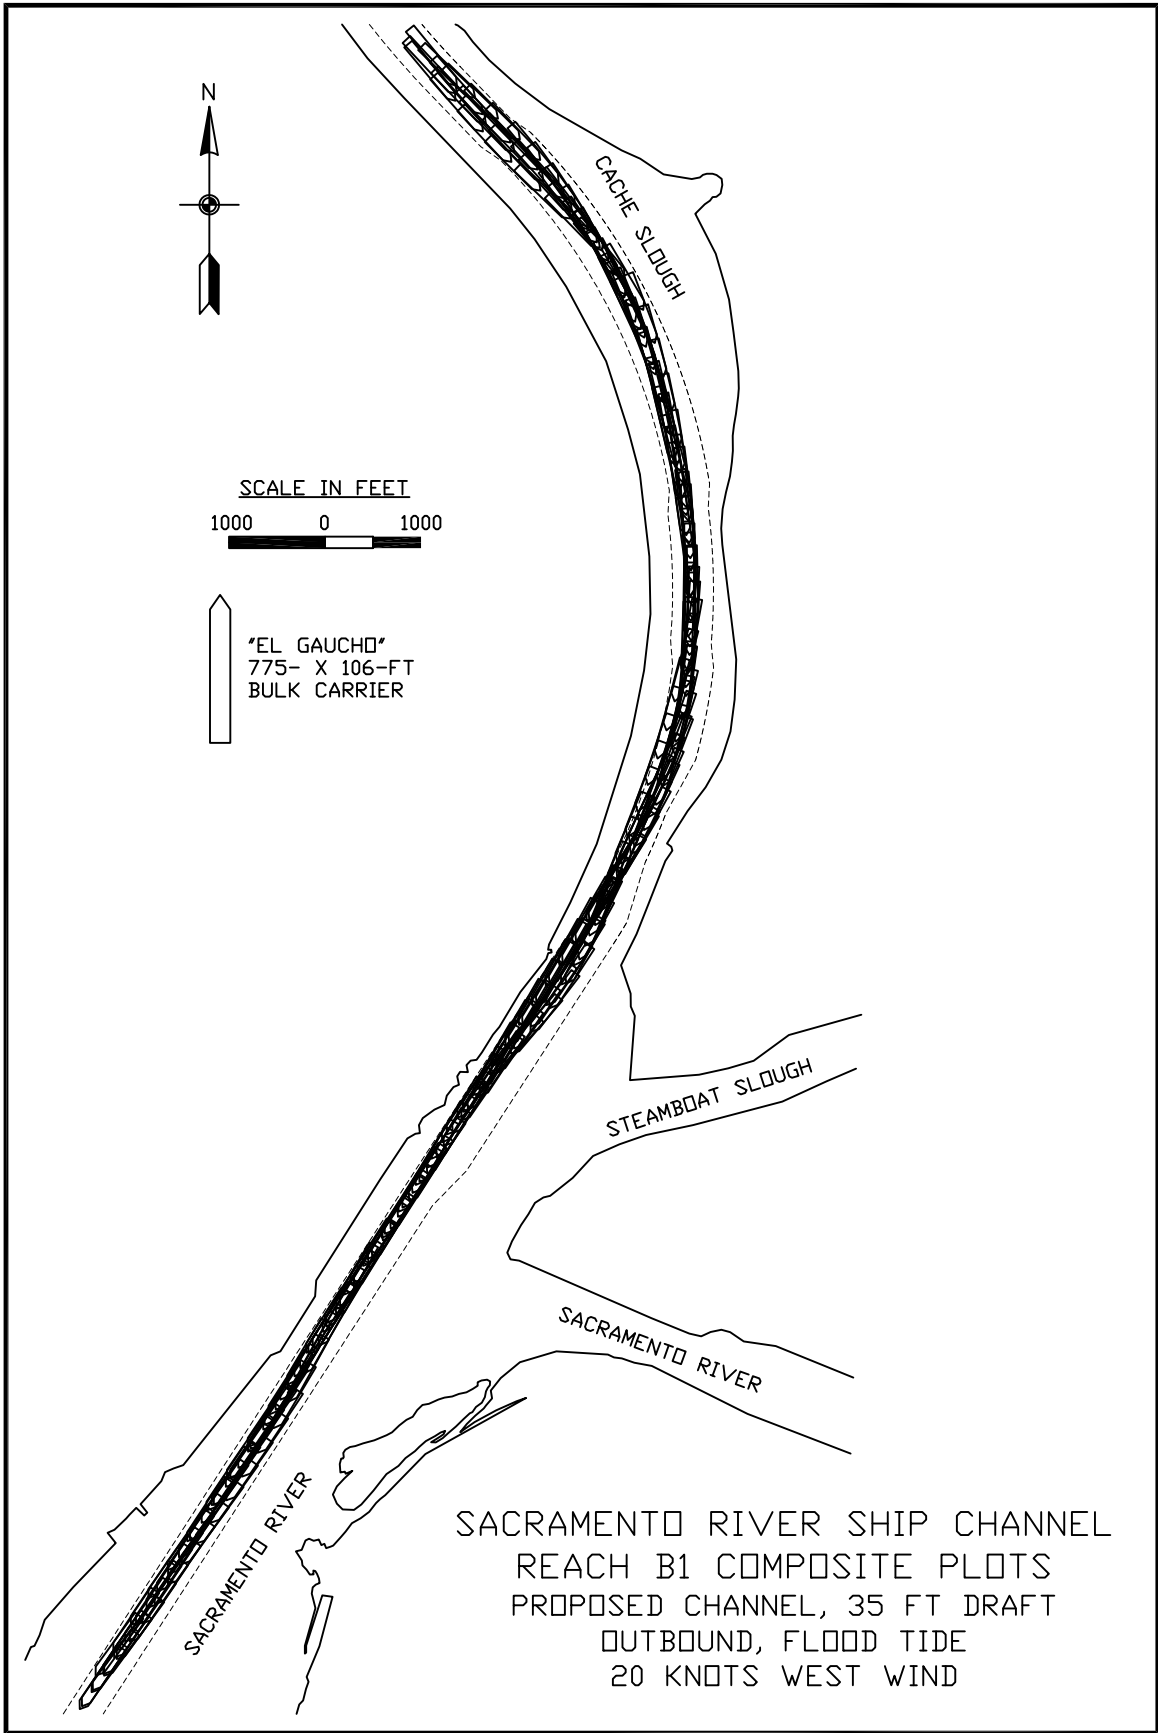 N
CACHE SLOUGH
SCALE IN FEET
1000 0 1000
"EL GAUCHO"
775- X 106-FT
BULK CARRIER
STEAMBOAT SLOUGH
SACRAMENTO RIVER
SACRAMENTO RIVER
SACRAMENTO RIVER SHIP CHANNEL
REACH B1 COMPOSITE PLOTS
PROPOSED CHANNEL, 35 FT DRAFT
OUTBOUND, FLOOD TIDE
20 KNOTS WEST WIND